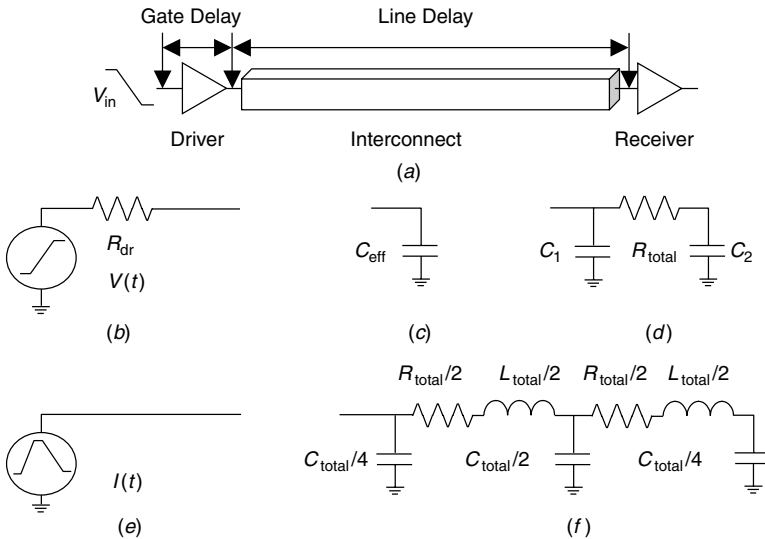 Gate Delay
Line Delay
V_in
Driver
Interconnect
Receiver
(a)
R_dr
V(t)
(b)
C_eff
(c)
C_1
R_total
C_2
(d)
I(t)
(e)
R_total/2
L_total/2
R_total/2
L_total/2
C_total/4
C_total/2
C_total/4
(f)